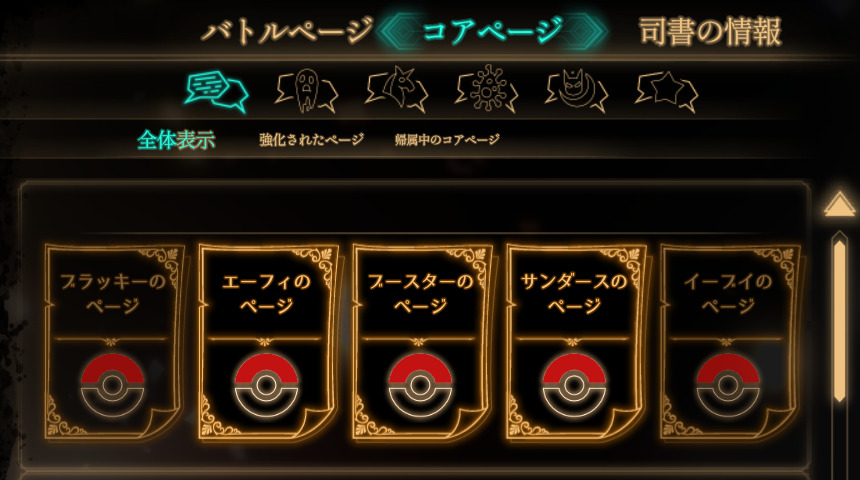 バトルページ コアページ 司書の情報
全体表示 強化されたページ 帰属中のコアページ
ブラッキーの
ページ
エーフィの
ページ
ブースターの
ページ
サンダースの
ページ
イーブイの
ページ